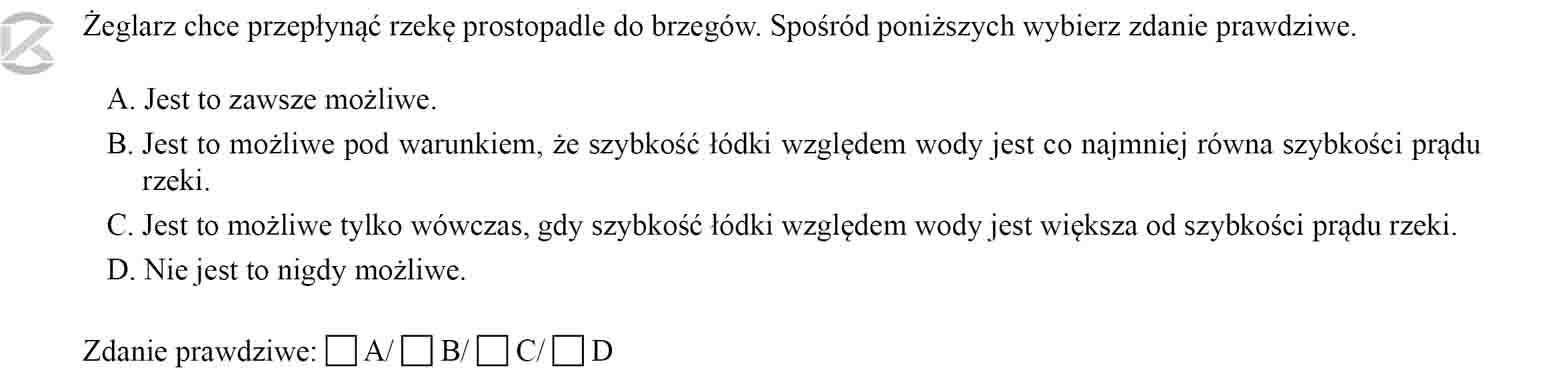 Żeglarz chce przepłynąć rzekę prostopadle do brzegów. Spośród poniższych wybierz zdanie prawdziwe.
A. Jest to zawsze możliwe.
B. Jest to możliwe pod warunkiem, że szybkość łódki względem wody jest co najmniej równa szybkości prądu
rzeki.
C. Jest to możliwe tylko wówczas, gdy szybkość łódki względem wody jest większa od szybkości prądu rzeki.
D. Nie jest to nigdy możliwe.
Zdanie prawdziwe: □ A/ □ B/ □ C/ □ D